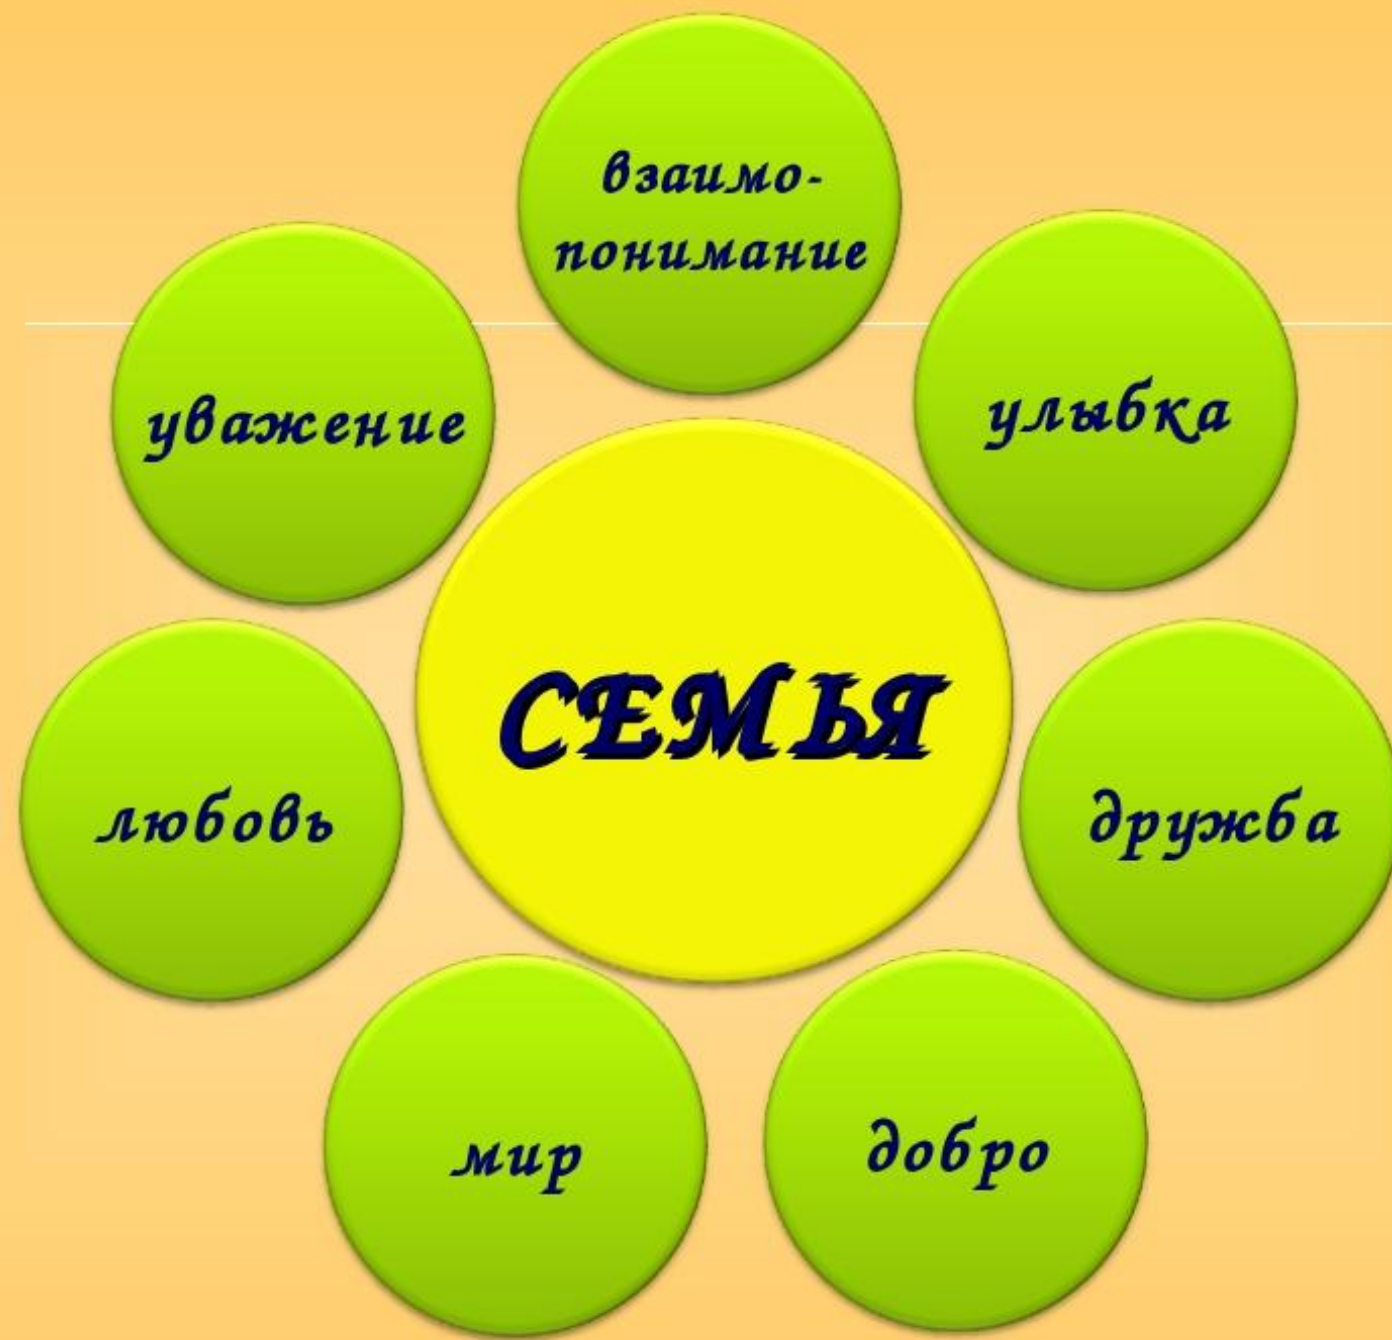 взаимо-
понимание
уважение
улыбка
СЕМЬЯ
любовь
дружба
мир
добро